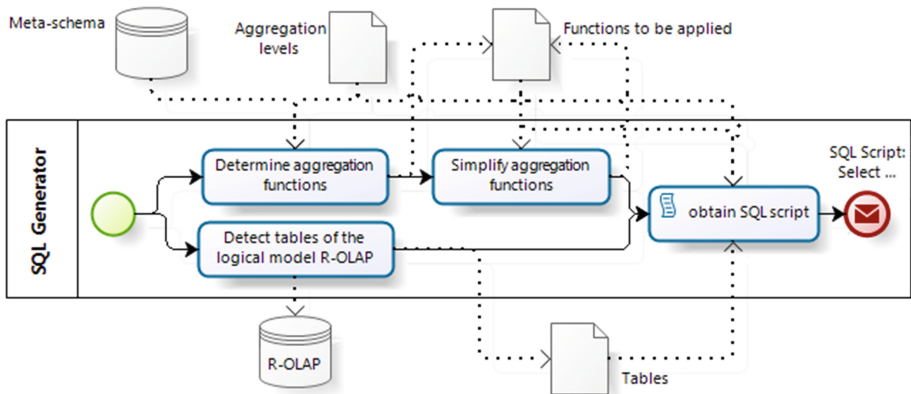 Meta-schema
Aggregation
levels
Functions to be applied
SQL Generator
Determine aggregation
functions
Simplify aggregation
functions
SQL Script:
Select ...
obtain SQL script
Detect tables of the
logical model R-OLAP
R-OLAP
Tables